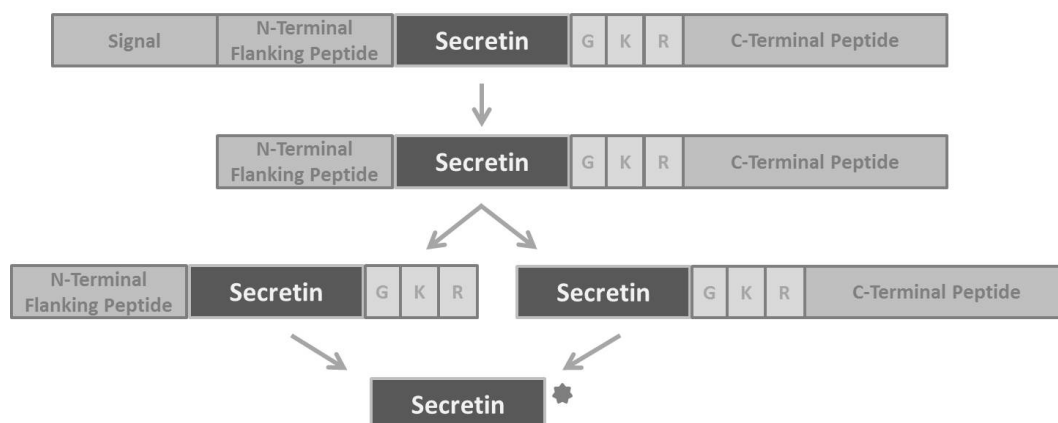 Signal
N-Terminal
Flanking Peptide
Secretin
G
K
R
C-Terminal Peptide
N-Terminal
Flanking Peptide
Secretin
G
K
R
C-Terminal Peptide
N-Terminal
Flanking Peptide
Secretin
G
K
R
Secretin
G
K
R
C-Terminal Peptide
Secretin